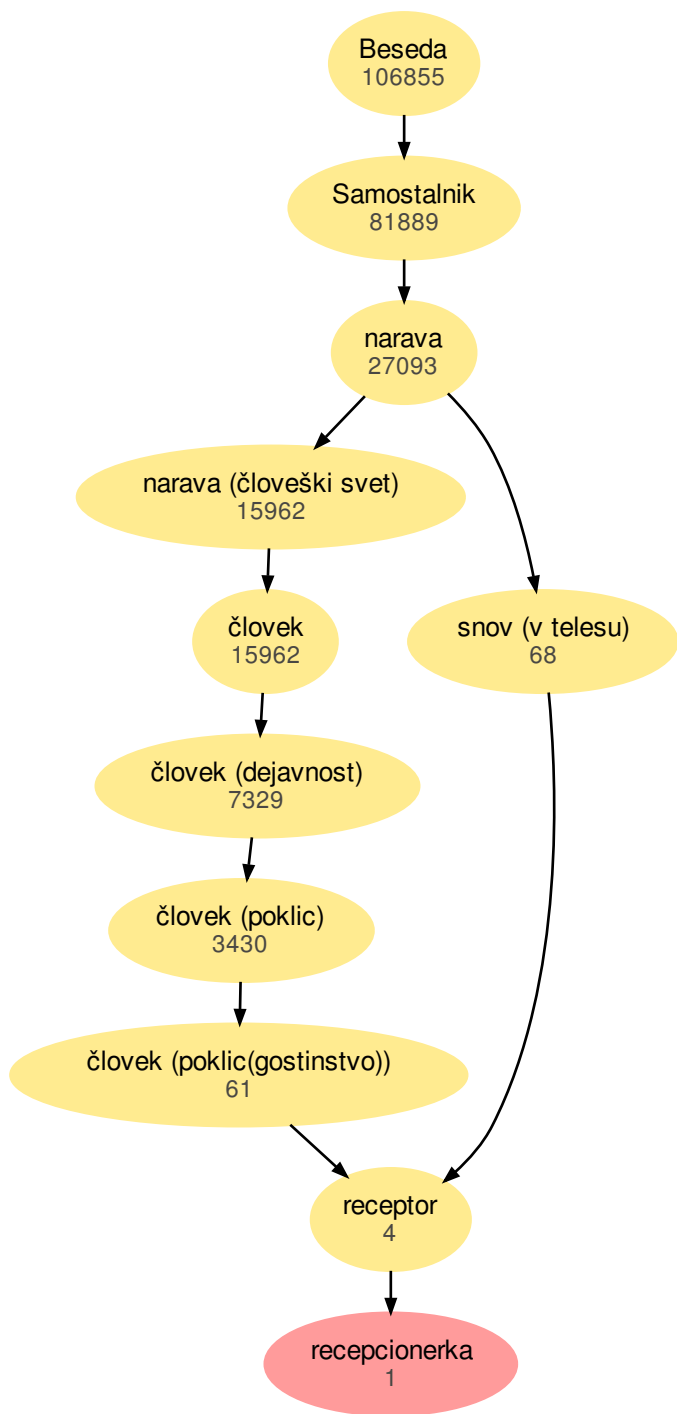 Beseda
106855
Samostalnik
81889
narava
27093
narava (človeški svet)
15962
človek
15962
snov (v telesu)
68
človek (dejavnost)
7329
človek (poklic)
3430
človek (poklic(gostinstvo))
61
receptor
4
recepcionerka
1